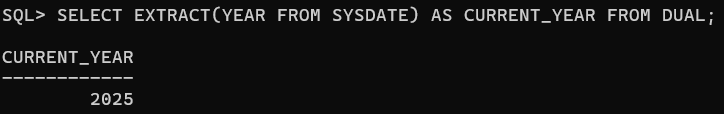 SQL> SELECT EXTRACT(YEAR FROM SYSDATE) AS CURRENT_YEAR FROM DUAL;
CURRENT_YEAR
------------
2025